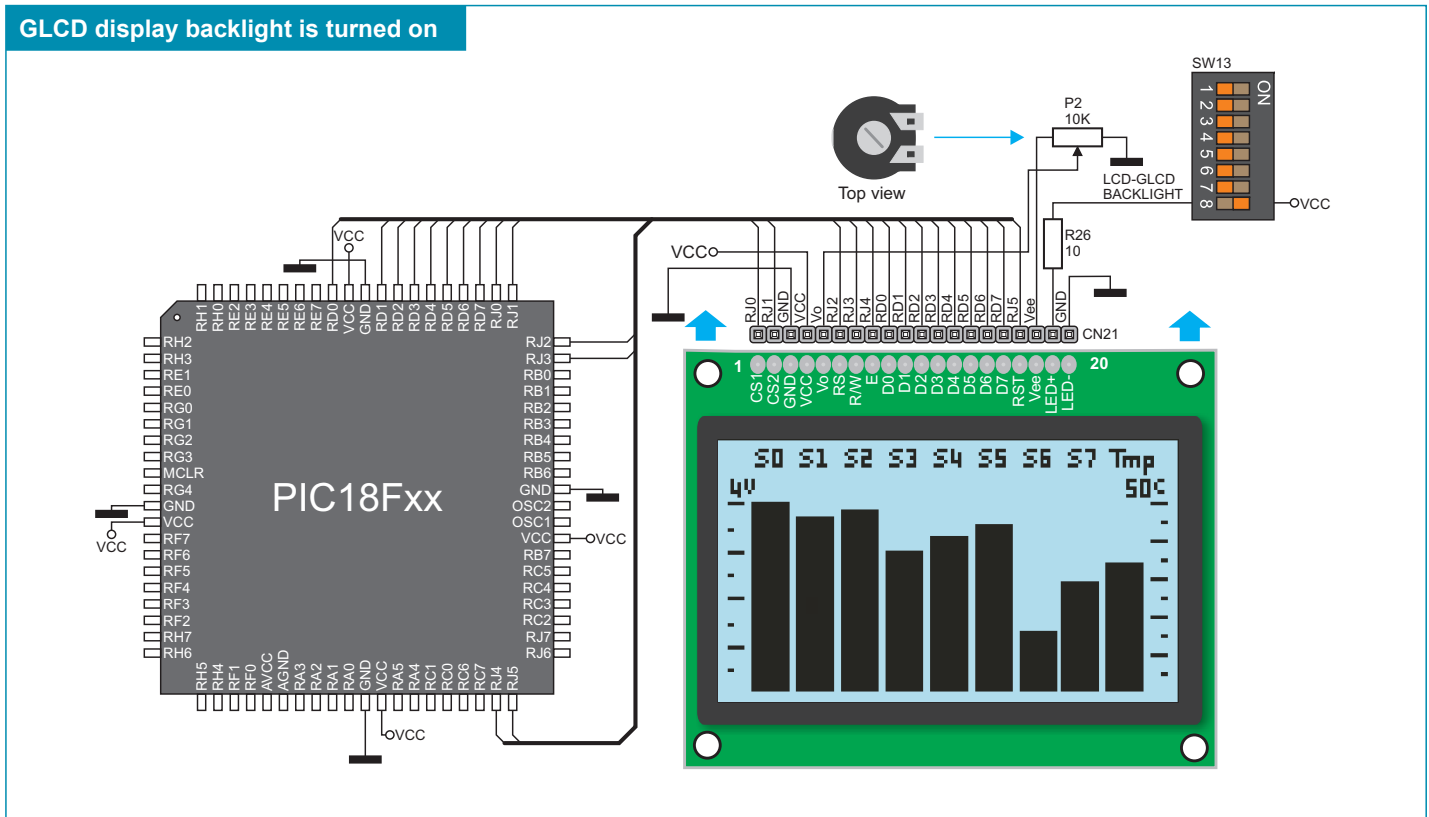 GLCD display backlight is turned on
SW13
ON
1
2
3
4
5
6
7
8
P2
10K
Top view
LCD-GLCD
BACKLIGHT
VCC
R26
10
VCC
VCC
RJ0
RJ1
GND
VCC
Vo
RJ2
RJ3
RJ4
RD0
RD1
RD2
RD3
RD4
RD5
RD6
RD7
RJ5
Vee
GND
CN21
1
20
CS1
CS2
GND
VCC
Vo
RS
R/W
E
D0
D1
D2
D3
D4
D5
D6
D7
RST
Vee
LED+
LED-
RH1
RH0
RE2
RE3
RE4
RE5
RE6
RE7
RD0
VCC
GND
RD1
RD2
RD3
RD4
RD5
RD6
RD7
RJ0
RJ1
RH2
RH3
RE1
RE0
RG0
RG1
RG2
RG3
MCLR
RG4
GND
VCC
RF7
RF6
RF5
RF4
RF3
RF2
RH7
RH6
VCC
PIC18Fxx
RJ2
RJ3
RB0
RB1
RB2
RB3
RB4
RB5
RB6
GND
OSC2
OSC1
VCC
RB7
RC5
RC4
RC3
RC2
RJ7
RJ6
VCC
RH5
RH4
RF1
RF0
AVCC
AGND
RA3
RA2
RA1
RA0
GND
VCC
RA5
RA4
RC1
RC0
RC6
RC7
RJ4
RJ5
VCC
S0 S1 S2 S3 S4 S5 S6 S7 Tmp
4V 50C